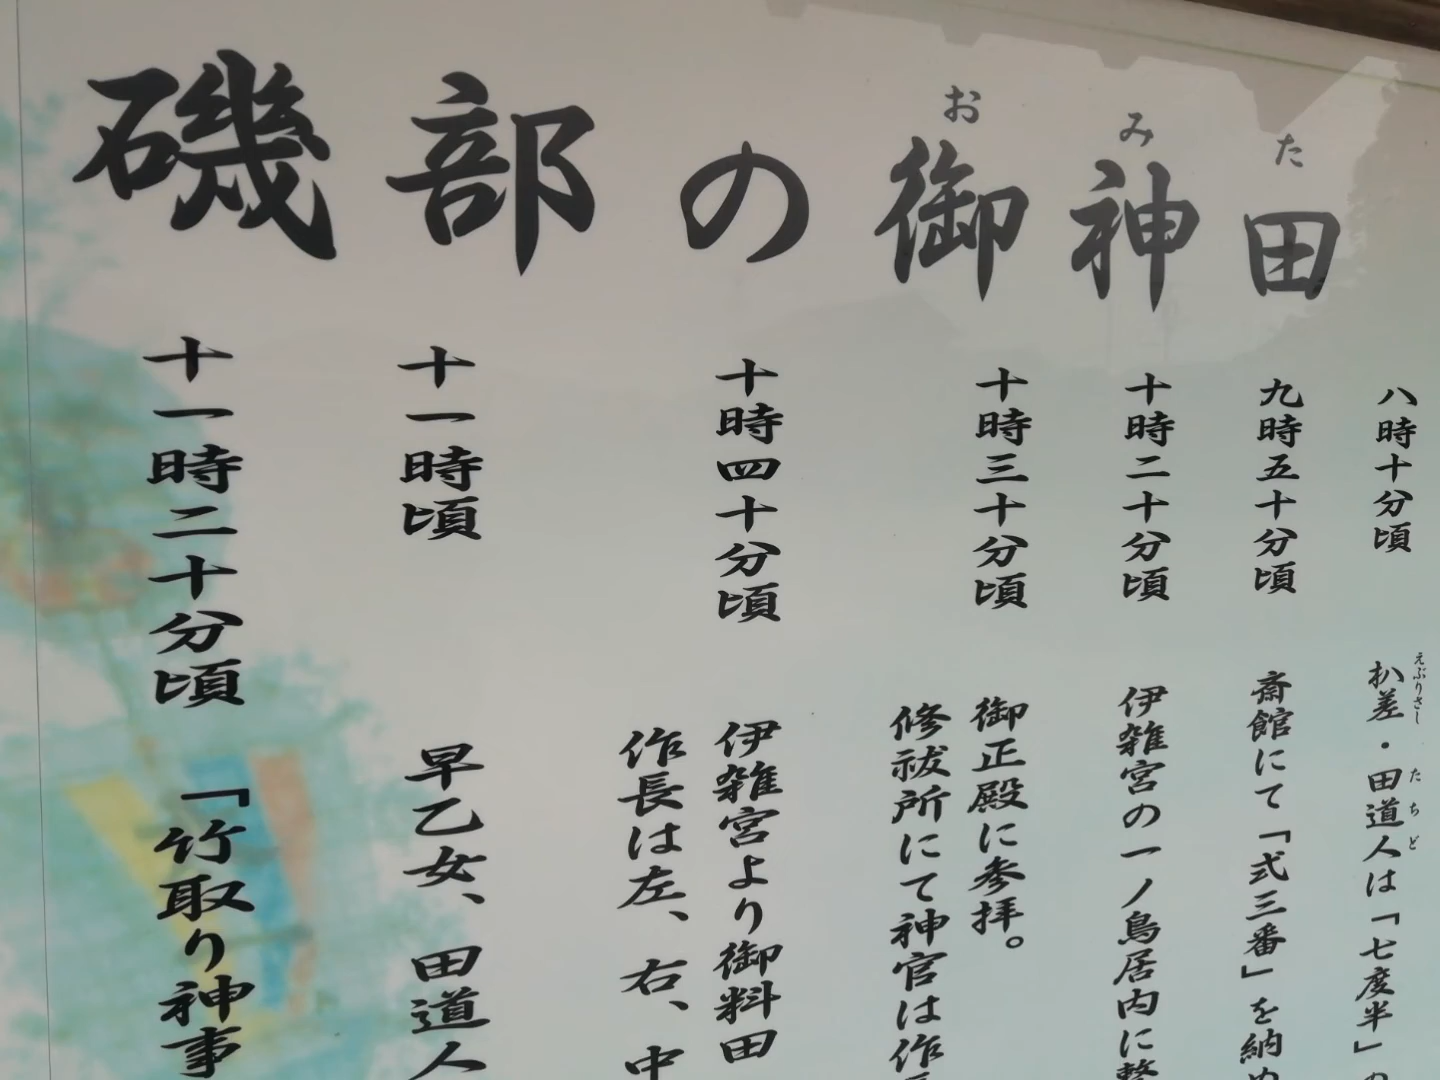 磯部の御神田
おみた
八時十分頃 朳差・田道人は「七度半」の
えぶりさし たちど
九時五十分頃 斎館にて「式三番」を納め
十時二十分頃 伊雑宮の一ノ鳥居内に整
十時三十分頃 御正殿に参拝。
修祓所にて神官は作
十時四十分頃 伊雑宮より御料田
作長は左、右、中
十一時頃 早乙女、田道人
十一時二十分頃 「竹取り神事